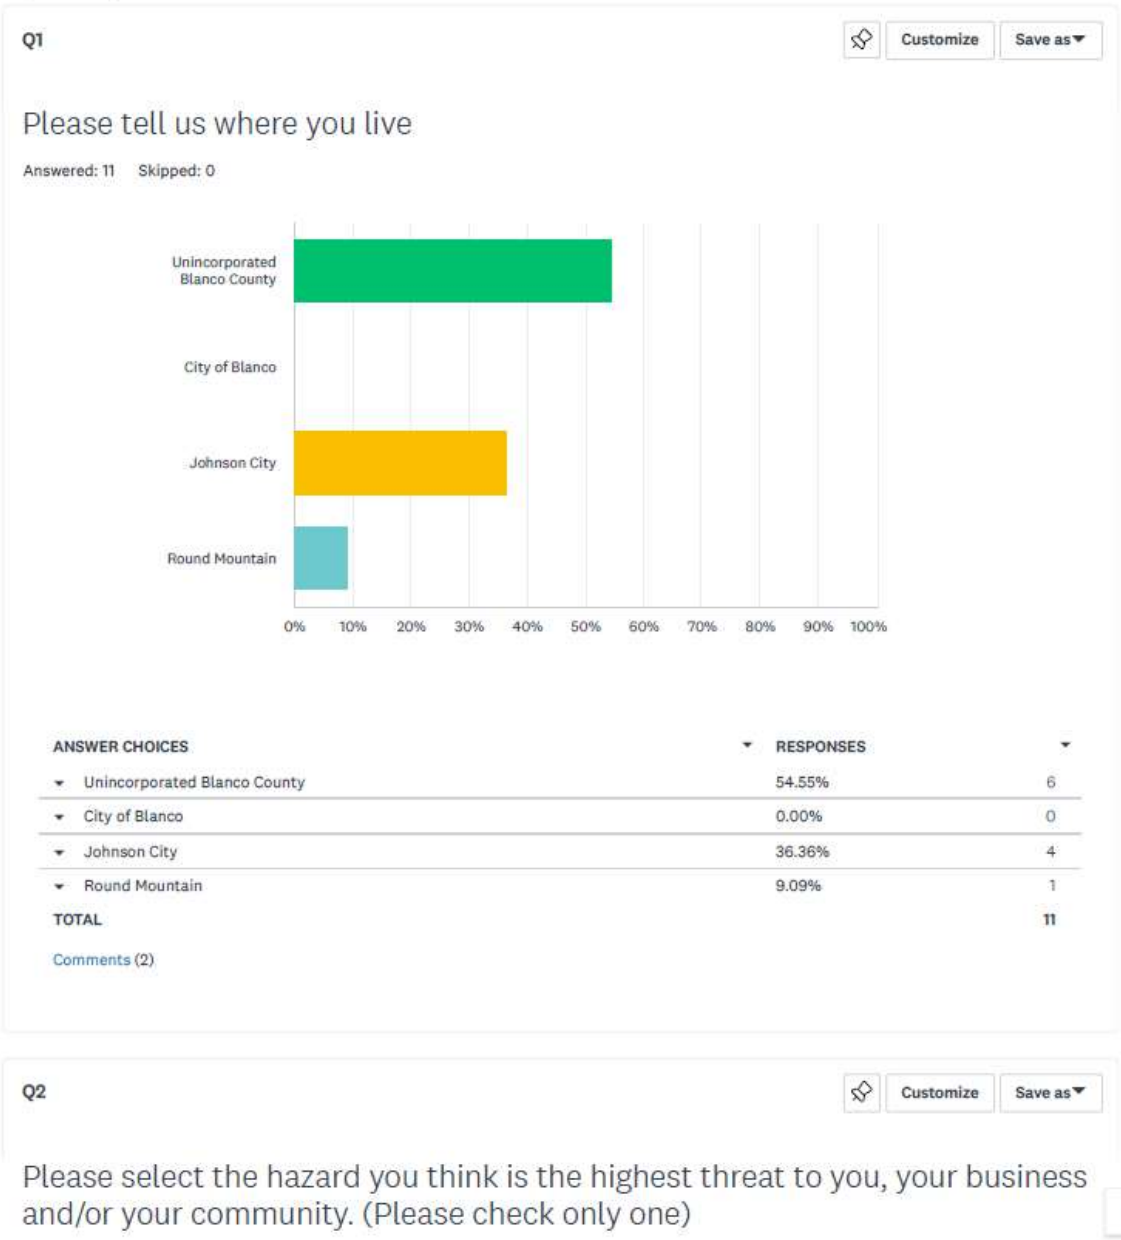 Q1
Customize
Save as
Please tell us where you live
Answered: 11 Skipped: 0
Unincorporated
Blanco County
City of Blanco
Johnson City
Round Mountain
0% 10% 20% 30% 40% 50% 60% 70% 80% 90% 100%
ANSWER CHOICES RESPONSES
Unincorporated Blanco County 54.55% 6
City of Blanco 0.00% 0
Johnson City 36.36% 4
Round Mountain 9.09% 1
TOTAL 11
Comments (2)
Q2
Customize
Save as
Please select the hazard you think is the highest threat to you, your business
and/or your community. (Please check only one)